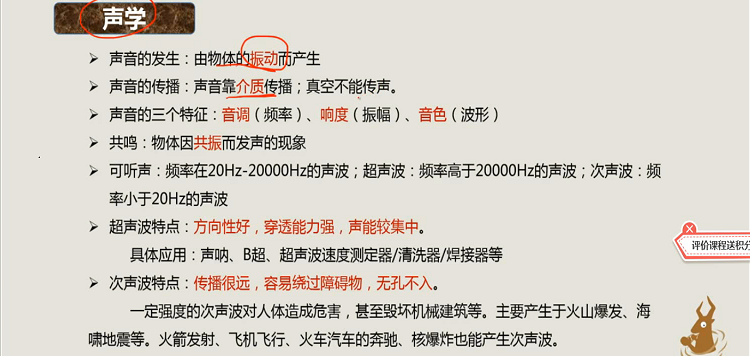 声学
声音的发生：由物体的振动而产生
声音的传播：声音靠介质传播；真空不能传声。
声音的三个特征：音调（频率）、响度（振幅）、音色（波形）
共鸣：物体因共振而发声的现象
可听声：频率在20Hz-20000Hz的声波；超声波：频率高于20000Hz的声波；次声波：频
率小于20Hz的声波
超声波特点：方向性好，穿透能力强，声能较集中。
具体应用：声呐、B超、超声波速度测定器/清洗器/焊接器等
评价课程送积分
次声波特点：传播很远，容易绕过障碍物，无孔不入。
一定强度的次声波对人体造成危害，甚至毁坏机械建筑等。主要产生于火山爆发、海
啸地震等。火箭发射、飞机飞行、火车汽车的奔驰、核爆炸也能产生次声波。